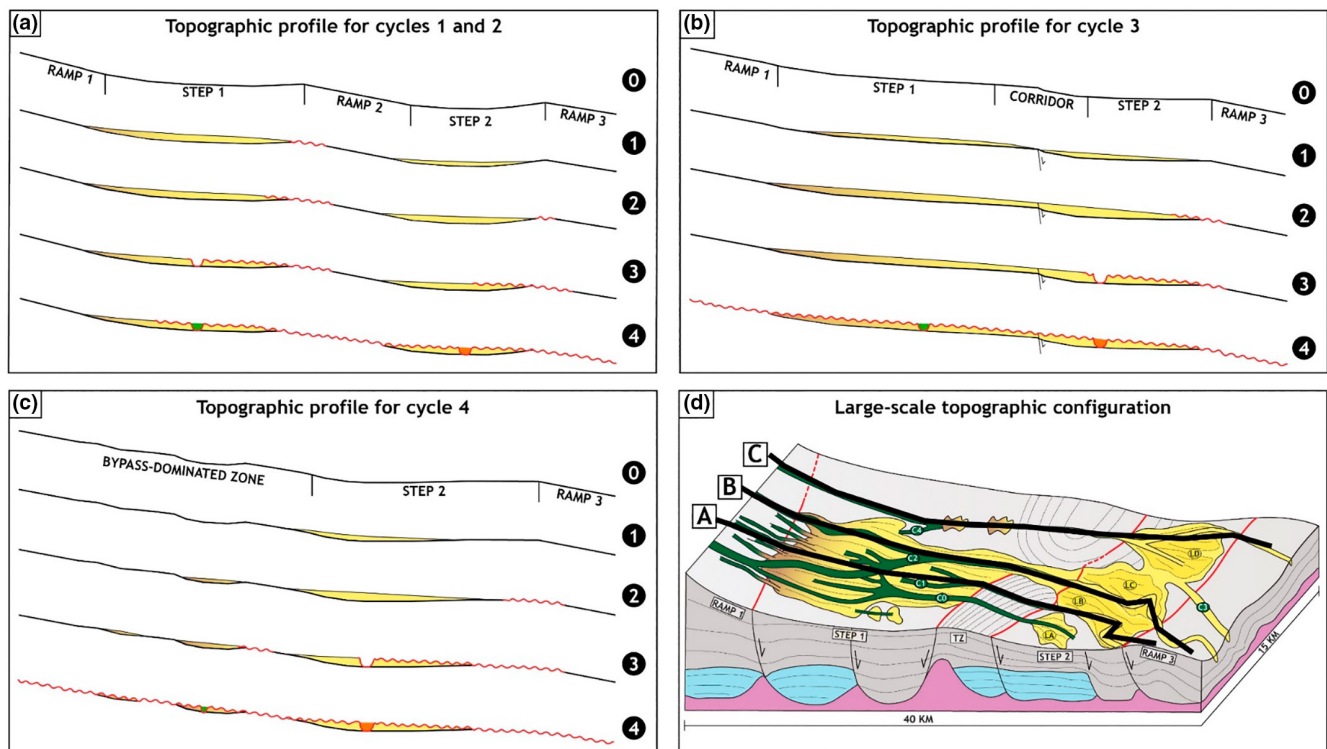 (a) Topographic profile for cycles 1 and 2
RAMP 1
STEP 1
RAMP 2
STEP 2
RAMP 3
0
1
2
3
4
(b) Topographic profile for cycle 3
RAMP 1
STEP 1
CORRIDOR
STEP 2
RAMP 3
0
1
2
3
4
(c) Topographic profile for cycle 4
BYPASS-DOMINATED ZONE
STEP 2
RAMP 3
0
1
2
3
4
(d) Large-scale topographic configuration
C
B
A
C4
C2
C1
C0
LD
LC
LB
LA
C3
RAMP 1
STEP 1
TZ
STEP 2
RAMP 3
15 KM
40 KM